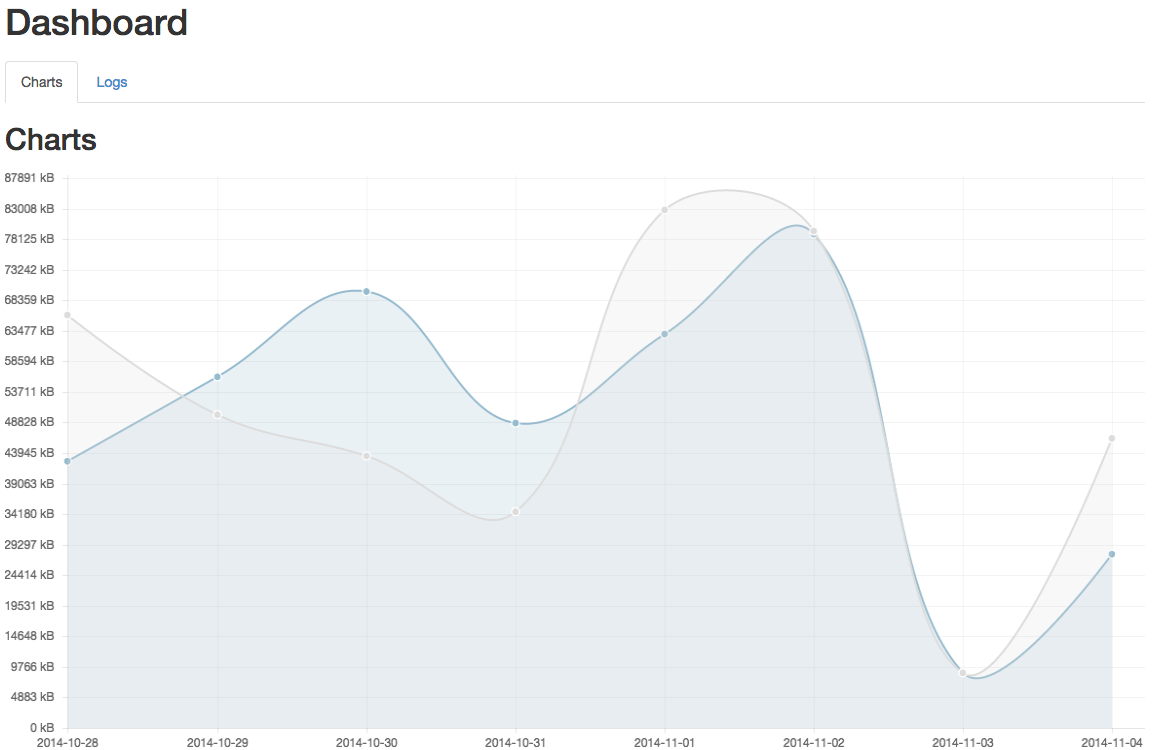 Dashboard
Charts Logs
Charts
87891 kB
83008 kB
78125 kB
73242 kB
68359 kB
63477 kB
58594 kB
53711 kB
48828 kB
43945 kB
39063 kB
34180 kB
29297 kB
24414 kB
19531 kB
14648 kB
9766 kB
4883 kB
0 kB
2014-10-28 2014-10-29 2014-10-30 2014-10-31 2014-11-01 2014-11-02 2014-11-03 2014-11-04